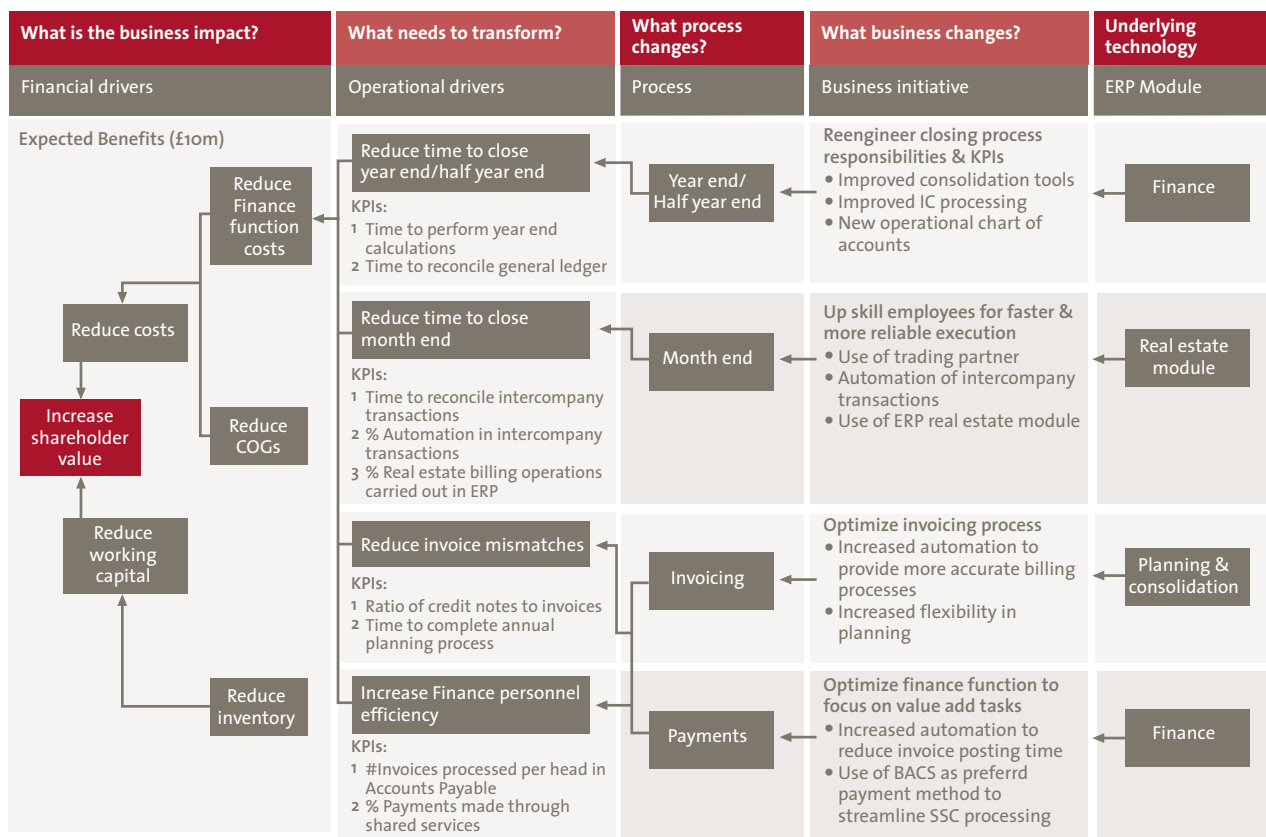 What is the business impact?
What needs to transform?
What process
changes?
What business changes?
Underlying
technology
Financial drivers
Operational drivers
Process
Business initiative
ERP Module
Expected Benefits (£10m)
Reduce
Finance
function
costs
Reduce costs
Increase
shareholder
value
Reduce
COGs
Reduce
working
capital
Reduce
inventory
Reduce time to close
year end/half year end
KPIs:
1 Time to perform year end
calculations
2 Time to reconcile general ledger
Year end/
Half year end
Reengineer closing process
responsibilities & KPIs
• Improved consolidation tools
• Improved IC processing
• New operational chart of
accounts
Finance
Reduce time to close
month end
KPIs:
1 Time to reconcile intercompany
transactions
2 % Automation in intercompany
transactions
3 % Real estate billing operations
carried out in ERP
Month end
Up skill employees for faster &
more reliable execution
• Use of trading partner
• Automation of intercompany
transactions
• Use of ERP real estate module
Real estate
module
Reduce invoice mismatches
KPIs:
1 Ratio of credit notes to invoices
2 Time to complete annual
planning process
Invoicing
Optimize invoicing process
• Increased automation to
provide more accurate billing
processes
• Increased flexibility in
planning
Planning &
consolidation
Increase Finance personnel
efficiency
KPIs:
1 #Invoices processed per head in
Accounts Payable
2 % Payments made through
shared services
Payments
Optimize finance function to
focus on value add tasks
• Increased automation to
reduce invoice posting time
• Use of BACS as preferrd
payment method to
streamline SSC processing
Finance